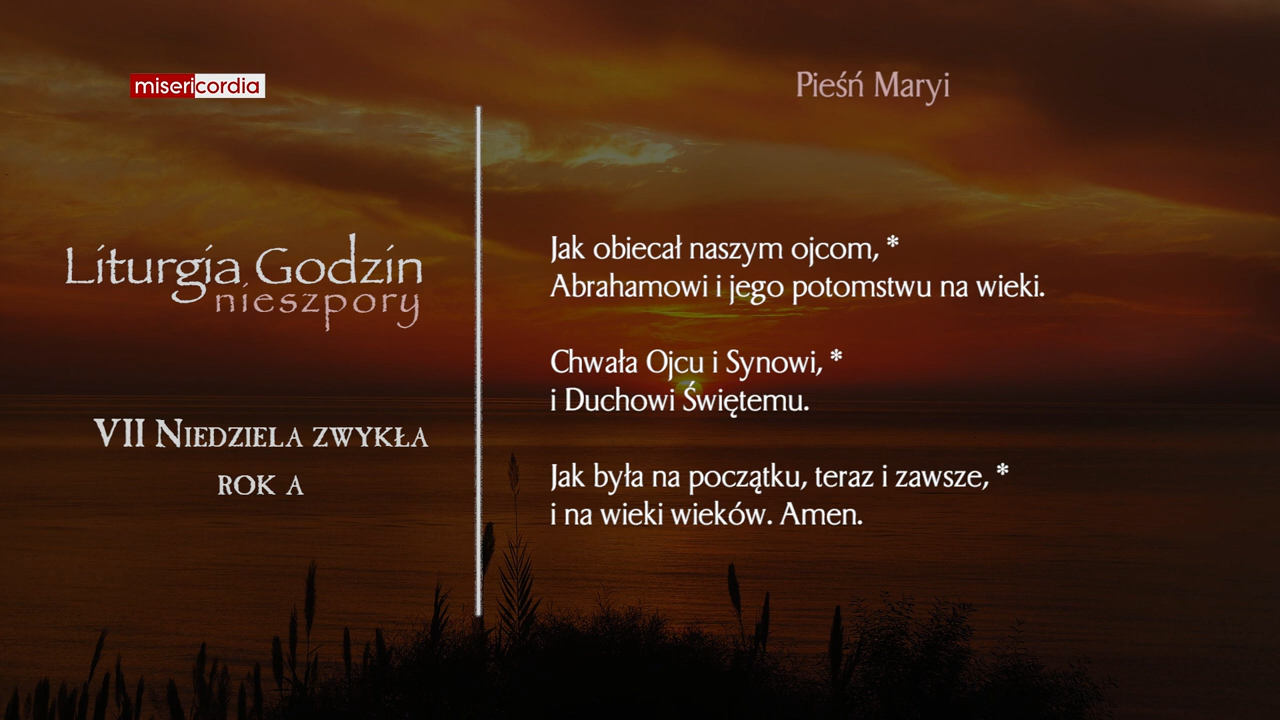 misericordia
Liturgia Godzin
nieszpory
VII Niedziela zwykła
rok A
Pieśń Maryi
Jak obiecał naszym ojcom, *
Abrahamowi i jego potomstwu na wieki.
Chwała Ojcu i Synowi, *
i Duchowi Świętemu.
Jak była na początku, teraz i zawsze, *
i na wieki wieków. Amen.